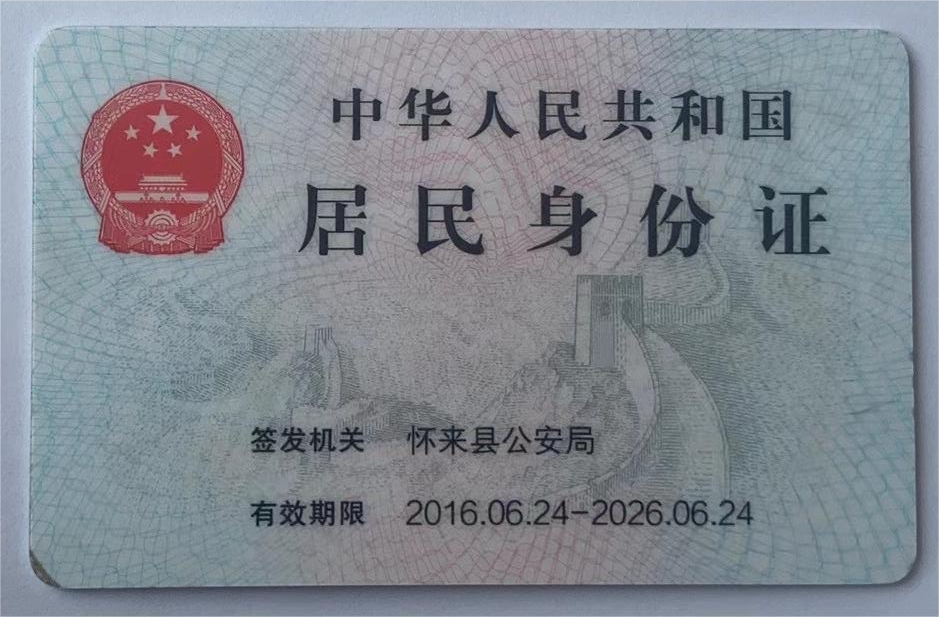 中华人民共和国
居民身份证
签发机关 怀来县公安局
有效期限 2016.06.24-2026.06.24